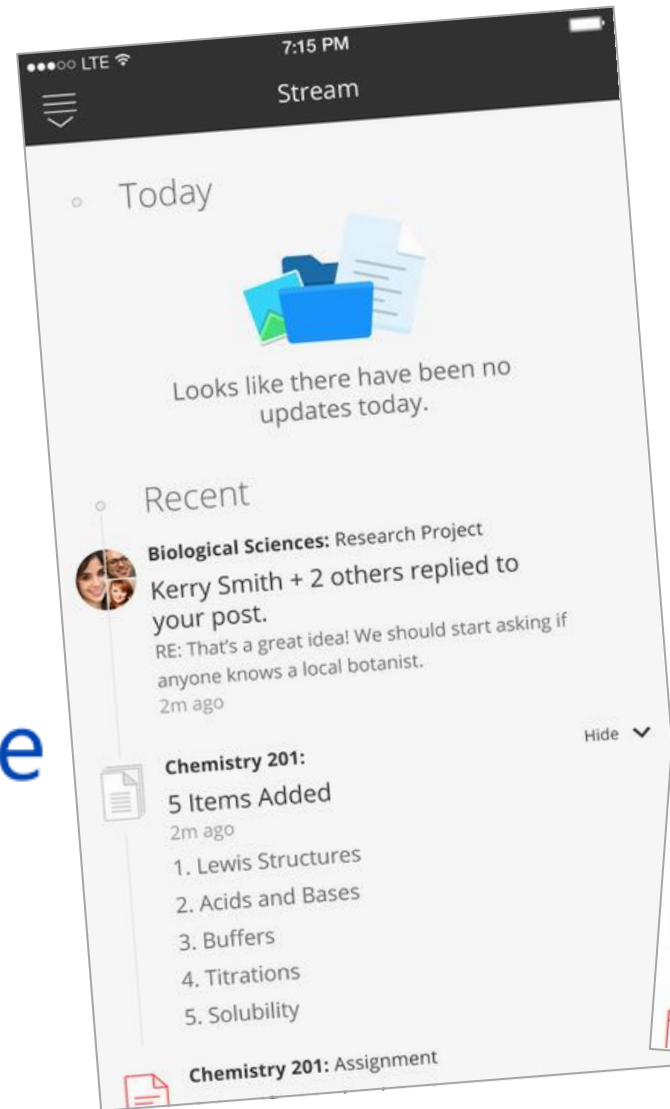 LTE
7:15 PM
Stream
Today
Looks like there have been no
updates today.
Recent
Biological Sciences: Research Project
Kerry Smith + 2 others replied to
your post.
RE: That's a great idea! We should start asking if
anyone knows a local botanist.
2m ago
e
Chemistry 201:
Hide
5 Items Added
2m ago
1. Lewis Structures
2. Acids and Bases
3. Buffers
4. Titrations
5. Solubility
Chemistry 201: Assignment